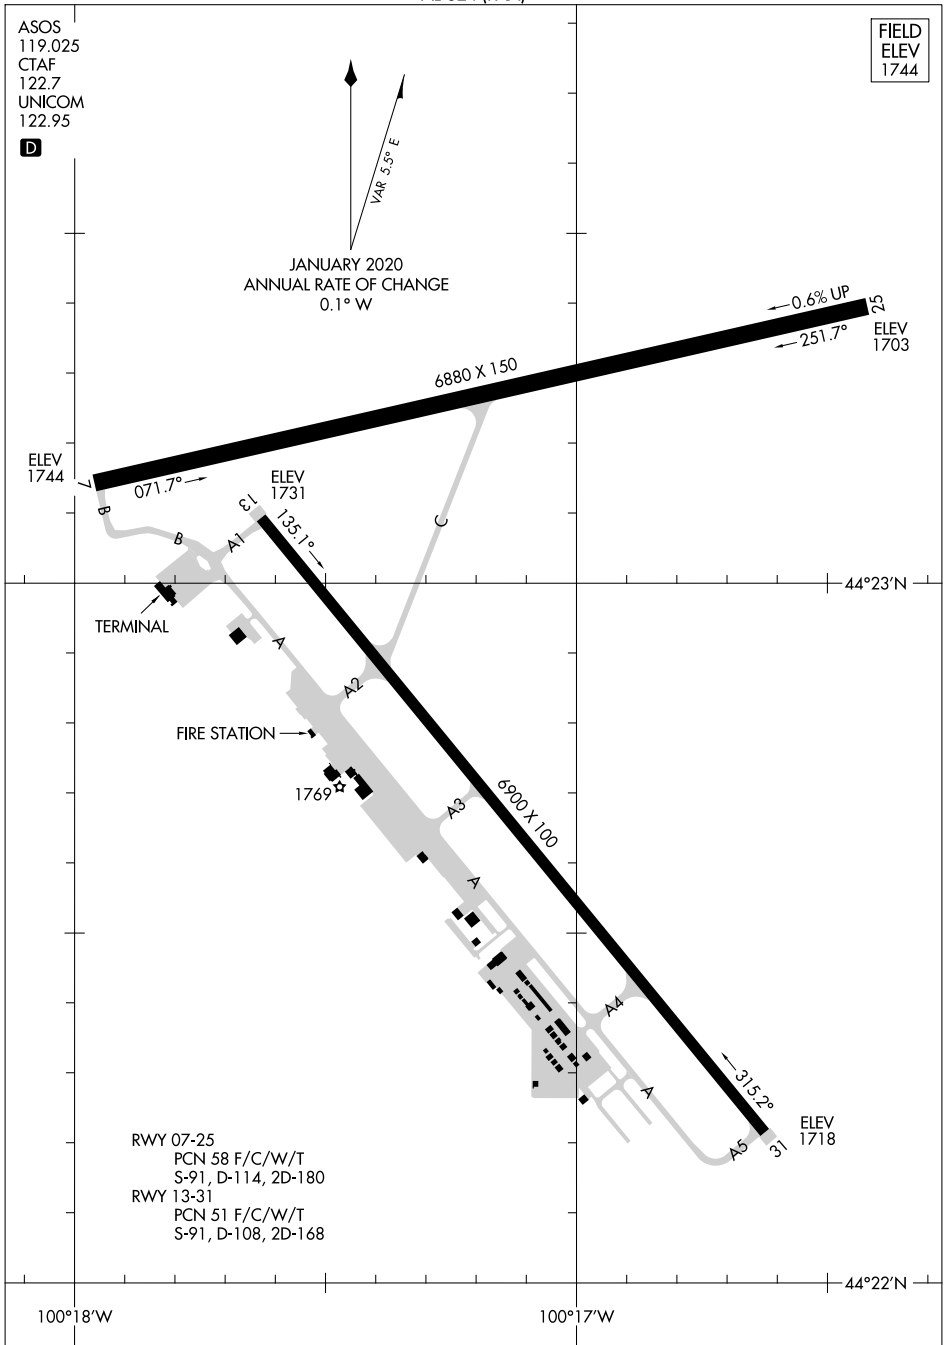 ASOS
119.025
CTAF
122.7
UNICOM
122.95
D
FIELD
ELEV
1744
VAR 5.5° E
JANUARY 2020
ANNUAL RATE OF CHANGE
0.1° W
0.6% UP
25
251.7°
ELEV
1703
6880 X 150
ELEV
1744
7
071.7°
ELEV
1731
13
135.1°
B
B
A1
C
44°23'N
TERMINAL
A
A2
FIRE STATION
1769
A3
6900 X 100
A
A4
A
315.2°
ELEV
1718
31
A5
RWY 07-25
PCN 58 F/C/W/T
S-91, D-114, 2D-180
RWY 13-31
PCN 51 F/C/W/T
S-91, D-108, 2D-168
44°22'N
100°18'W
100°17'W